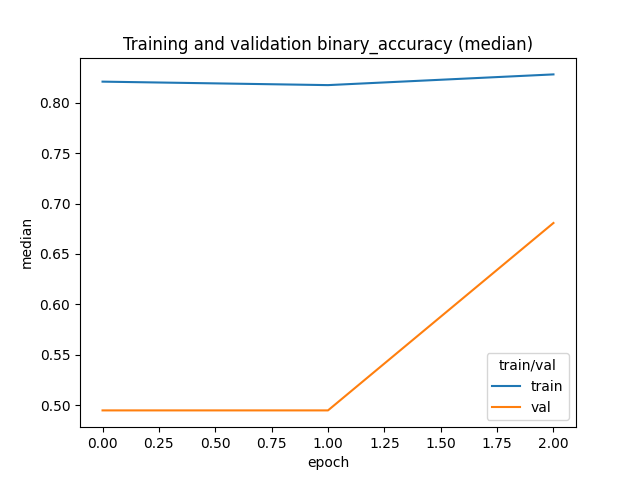 Training and validation binary_accuracy (median)
0.80
0.75
0.70
0.65
0.60
0.55
0.50
median
train/val
train
val
0.00 0.25 0.50 0.75 1.00 1.25 1.50 1.75 2.00
epoch